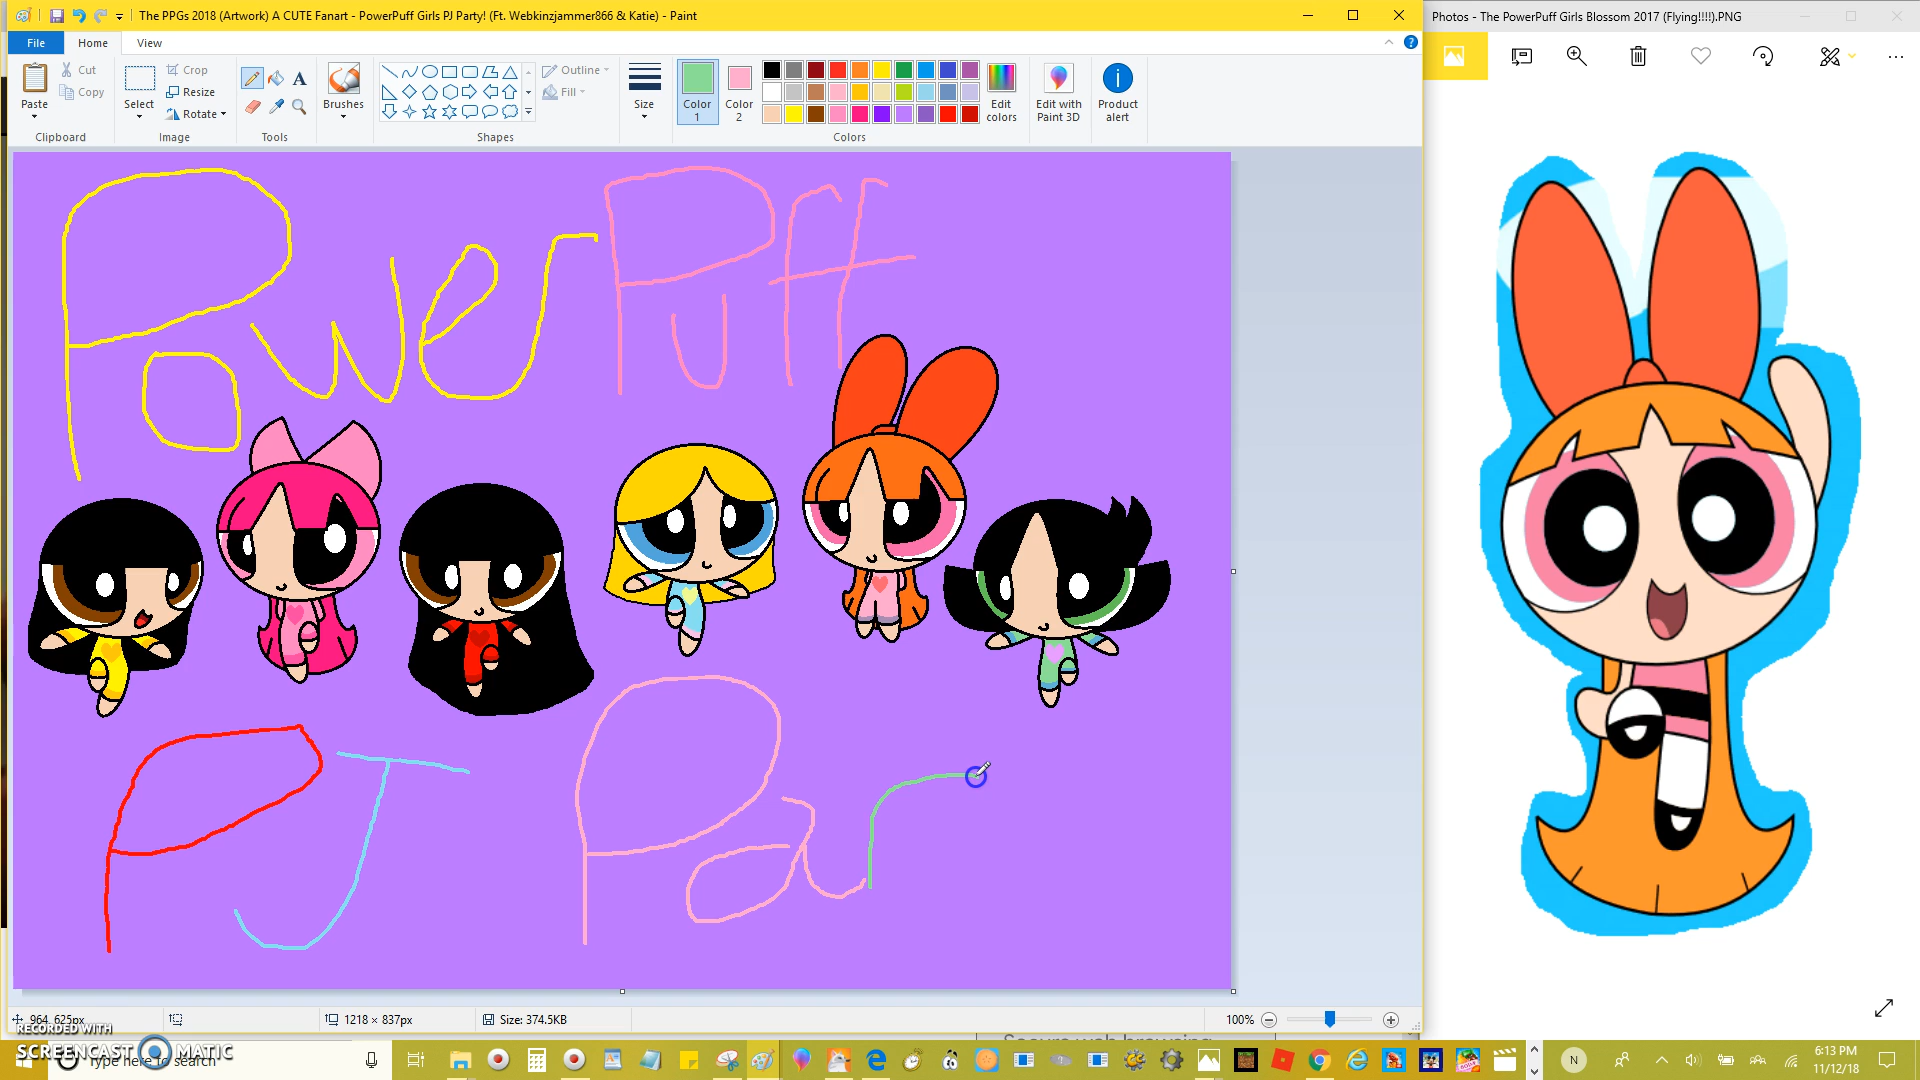 The PPGs 2018 (Artwork) A CUTE Fanart - PowerPuff Girls PJ Party! (Ft. Webkinzjammer866 & Katie) - Paint
Photos - The PowerPuff Girls Blossom 2017 (Flying!!!!).PNG
File Home View
Paste Cut Copy
Clipboard
Select Crop Resize Rotate
Image
A
Tools
Brushes
Outline Fill
Shapes
Size
Color 1
Color 2
Edit colors
Colors
Edit with Paint 3D
Product alert
Power Puff
PJ Par
964, 625px
1218 × 837px
Size: 374.5KB
100%
RECORDED WITH
SCREENCAST MATIC
Type here to search
N
6:13 PM
11/12/18